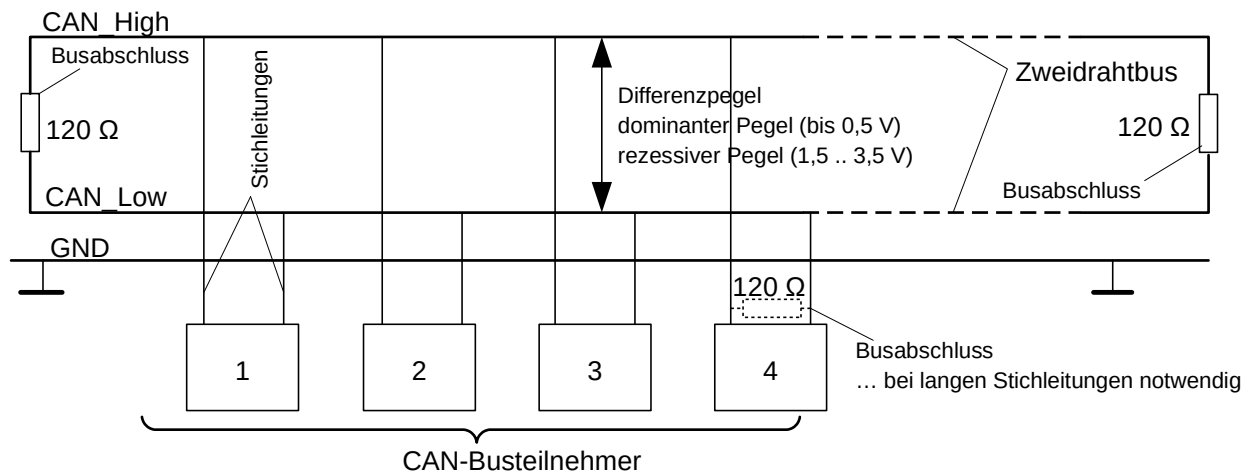 CAN_High
Busabschluss
120 Ω
Stichleitungen
Differenzpegel
dominanter Pegel (bis 0,5 V)
rezessiver Pegel (1,5 .. 3,5 V)
Zweidrahtbus
120 Ω
Busabschluss
CAN_Low
GND
120 Ω
1
2
3
4
Busabschluss
… bei langen Stichleitungen notwendig
CAN-Busteilnehmer